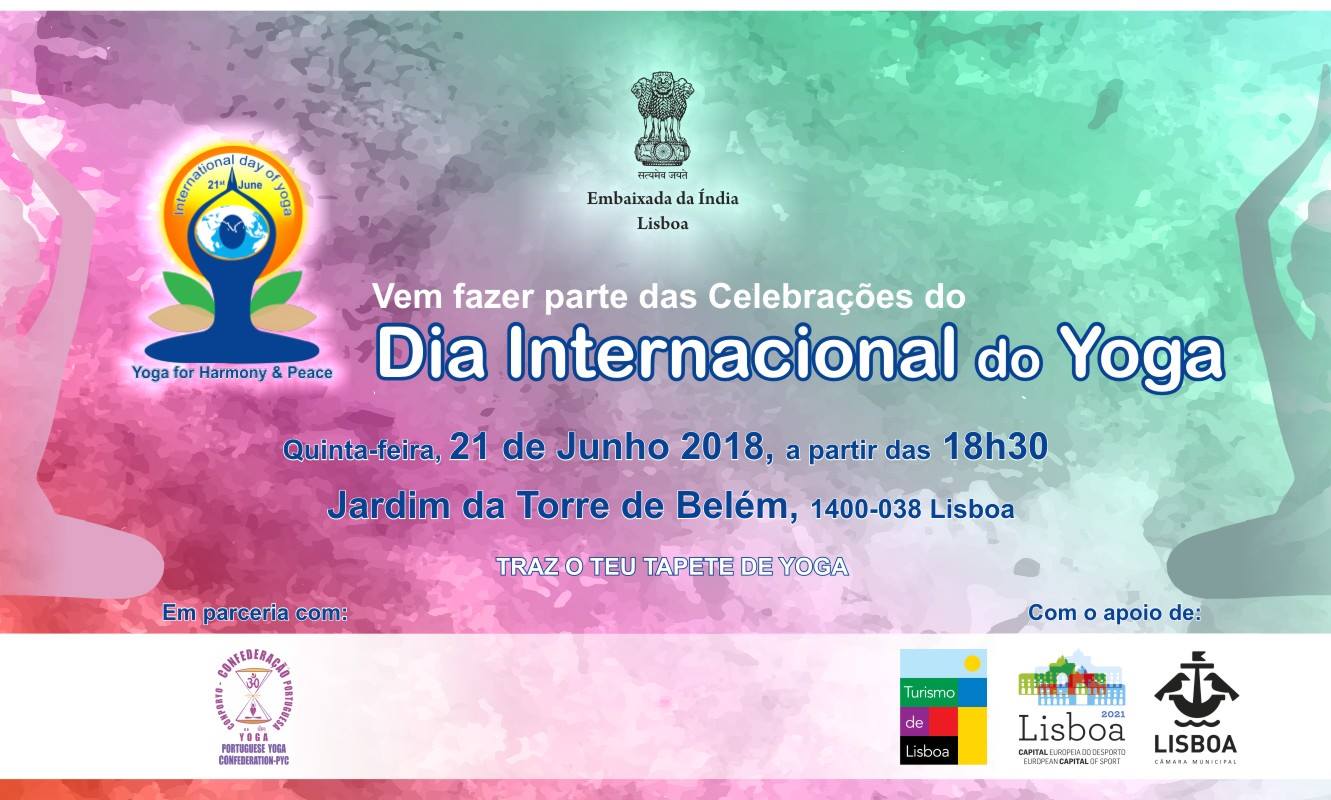 सत्यमेव जयते
Embaixada da Índia
Lisboa
International day of yoga
21st June
Yoga for Harmony & Peace
Vem fazer parte das Celebrações do
Dia Internacional do Yoga
Quinta-feira, 21 de Junho 2018, a partir das 18h30
Jardim da Torre de Belém, 1400-038 Lisboa
TRAZ O TEU TAPETE DE YOGA
Em parceria com:
Com o apoio de:
CONFEDERAÇÃO PORTUGUESA
YOGA
PORTUGUESE YOGA
CONFEDERATION-PYC
Turismo
de
Lisboa
2021
Lisboa
CAPITAL EUROPEIA DO DESPORTO
EUROPEAN CAPITAL OF SPORT
LISBOA
CÂMARA MUNICIPAL